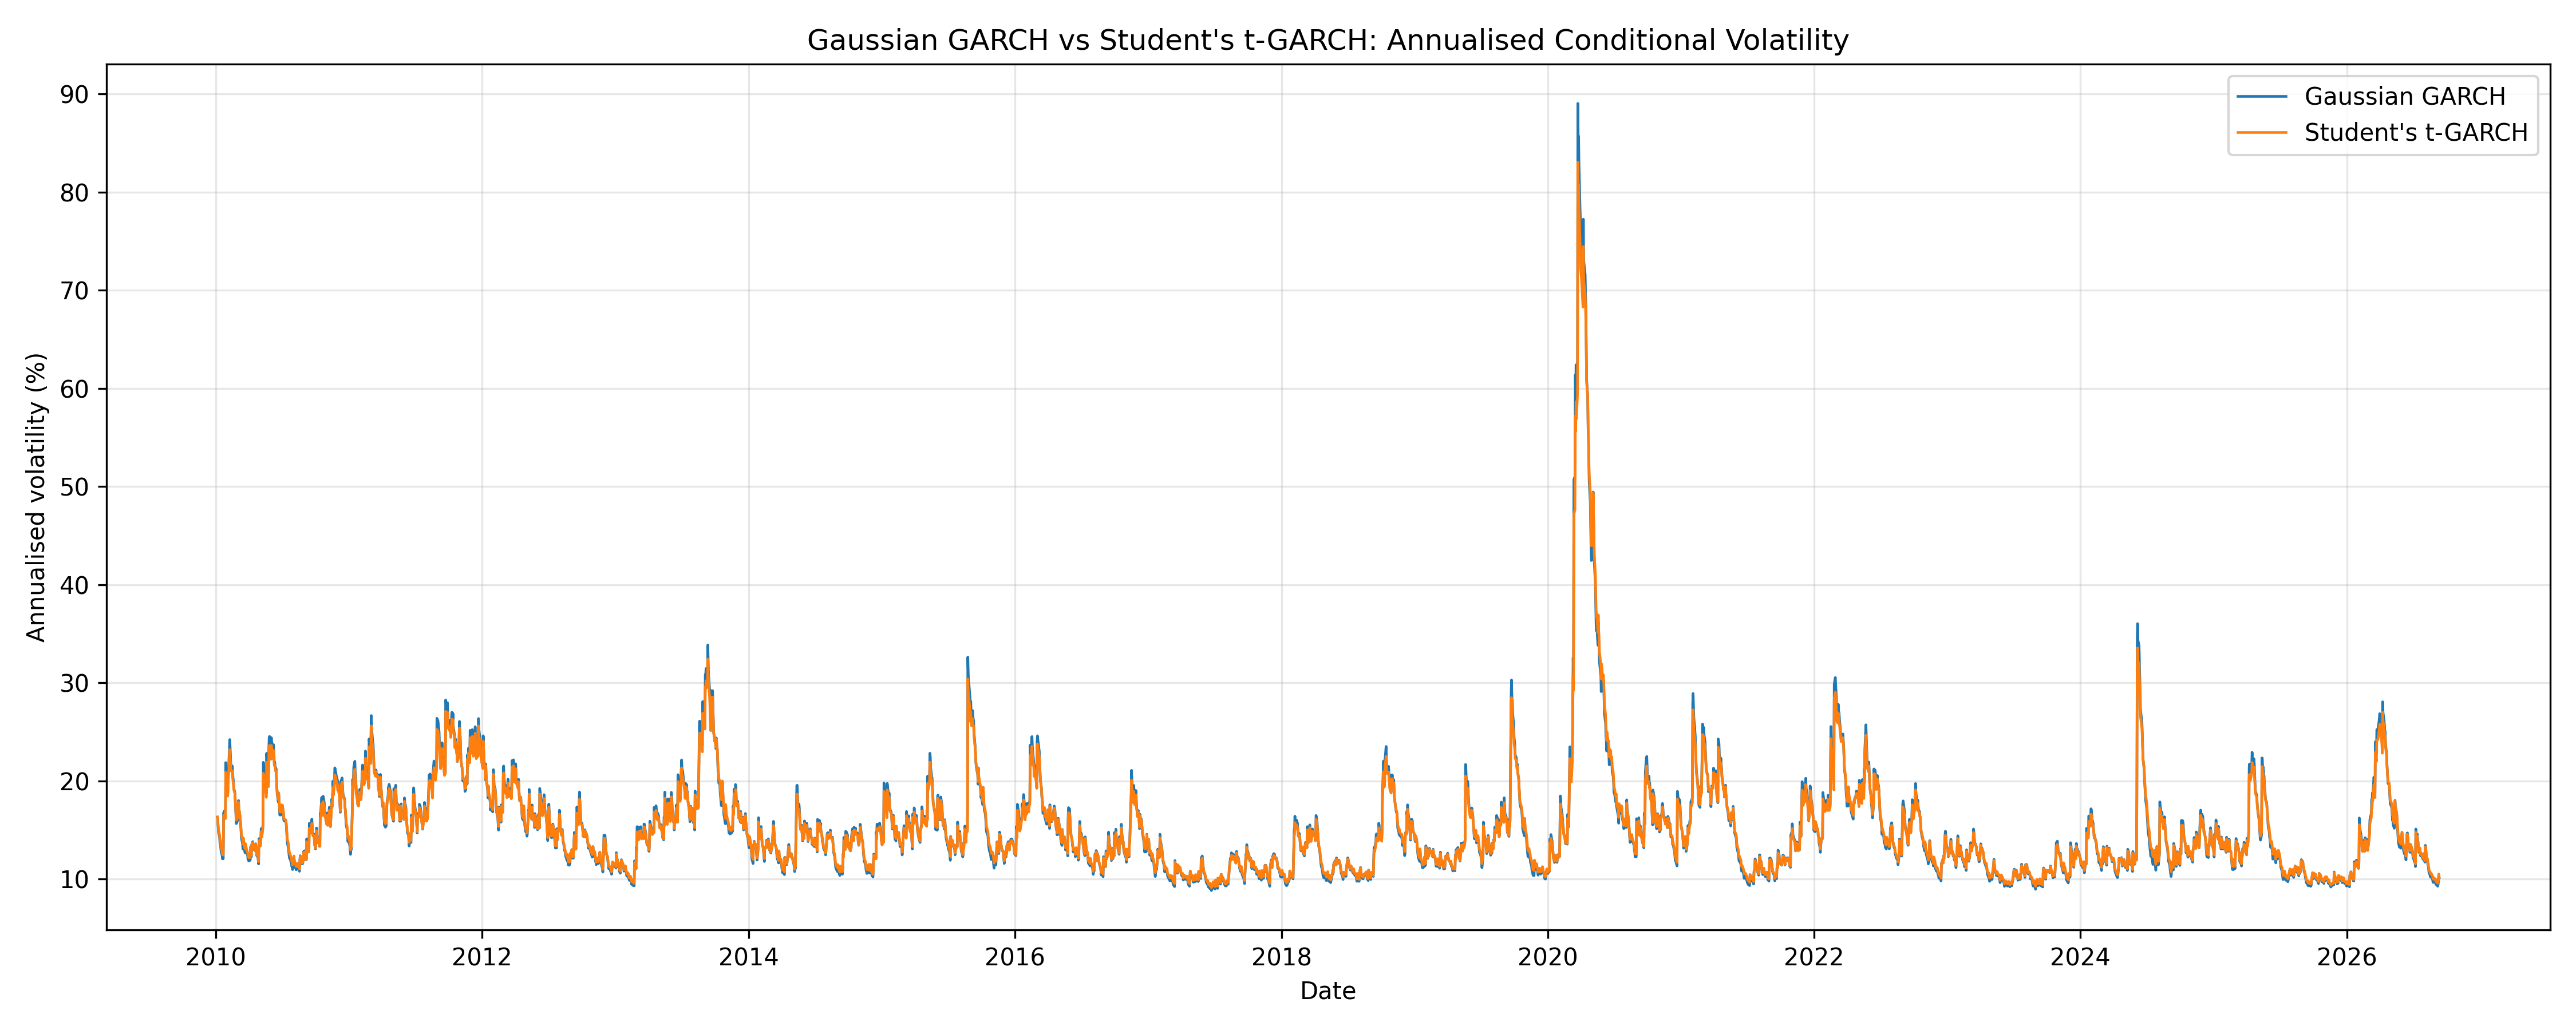 Gaussian GARCH vs Student's t-GARCH: Annualised Conditional Volatility
Gaussian GARCH
Student's t-GARCH
Annualised volatility (%)
90
80
70
60
50
40
30
20
10
2010 2012 2014 2016 2018 2020 2022 2024 2026
Date